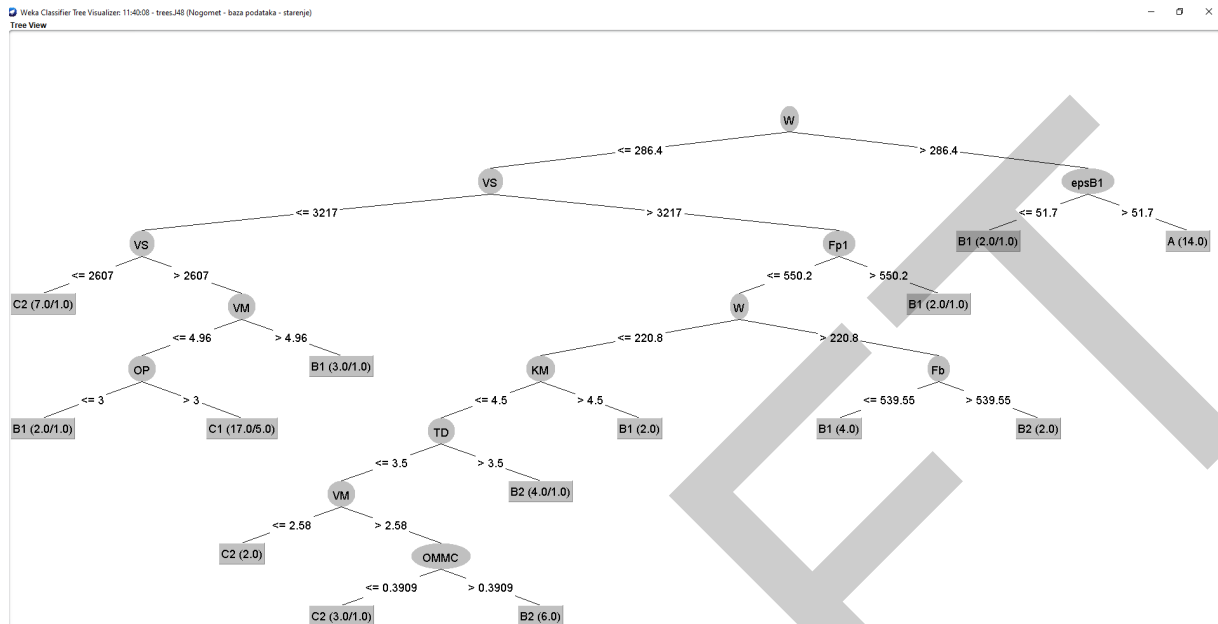 Weka Classifier Tree Visualizer: 11:40:08 - trees.J48 (Nogomet - baza podataka - starenje)
Tree View
W
<= 286.4 > 286.4
VS epsB1
<= 3217 > 3217 <= 51.7 > 51.7
VS Fp1 B1 (2.0/1.0) A (14.0)
<= 2607 > 2607 <= 550.2 > 550.2
C2 (7.0/1.0) VM W B1 (2.0/1.0)
<= 4.96 > 4.96 <= 220.8 > 220.8
OP B1 (3.0/1.0) KM Fb
<= 3 > 3 <= 4.5 > 4.5 <= 539.55 > 539.55
B1 (2.0/1.0) C1 (17.0/5.0) TD B1 (2.0) B1 (4.0) B2 (2.0)
<= 3.5 > 3.5
VM B2 (4.0/1.0)
<= 2.58 > 2.58
C2 (2.0) OMMC
<= 0.3909 > 0.3909
C2 (3.0/1.0) B2 (6.0)